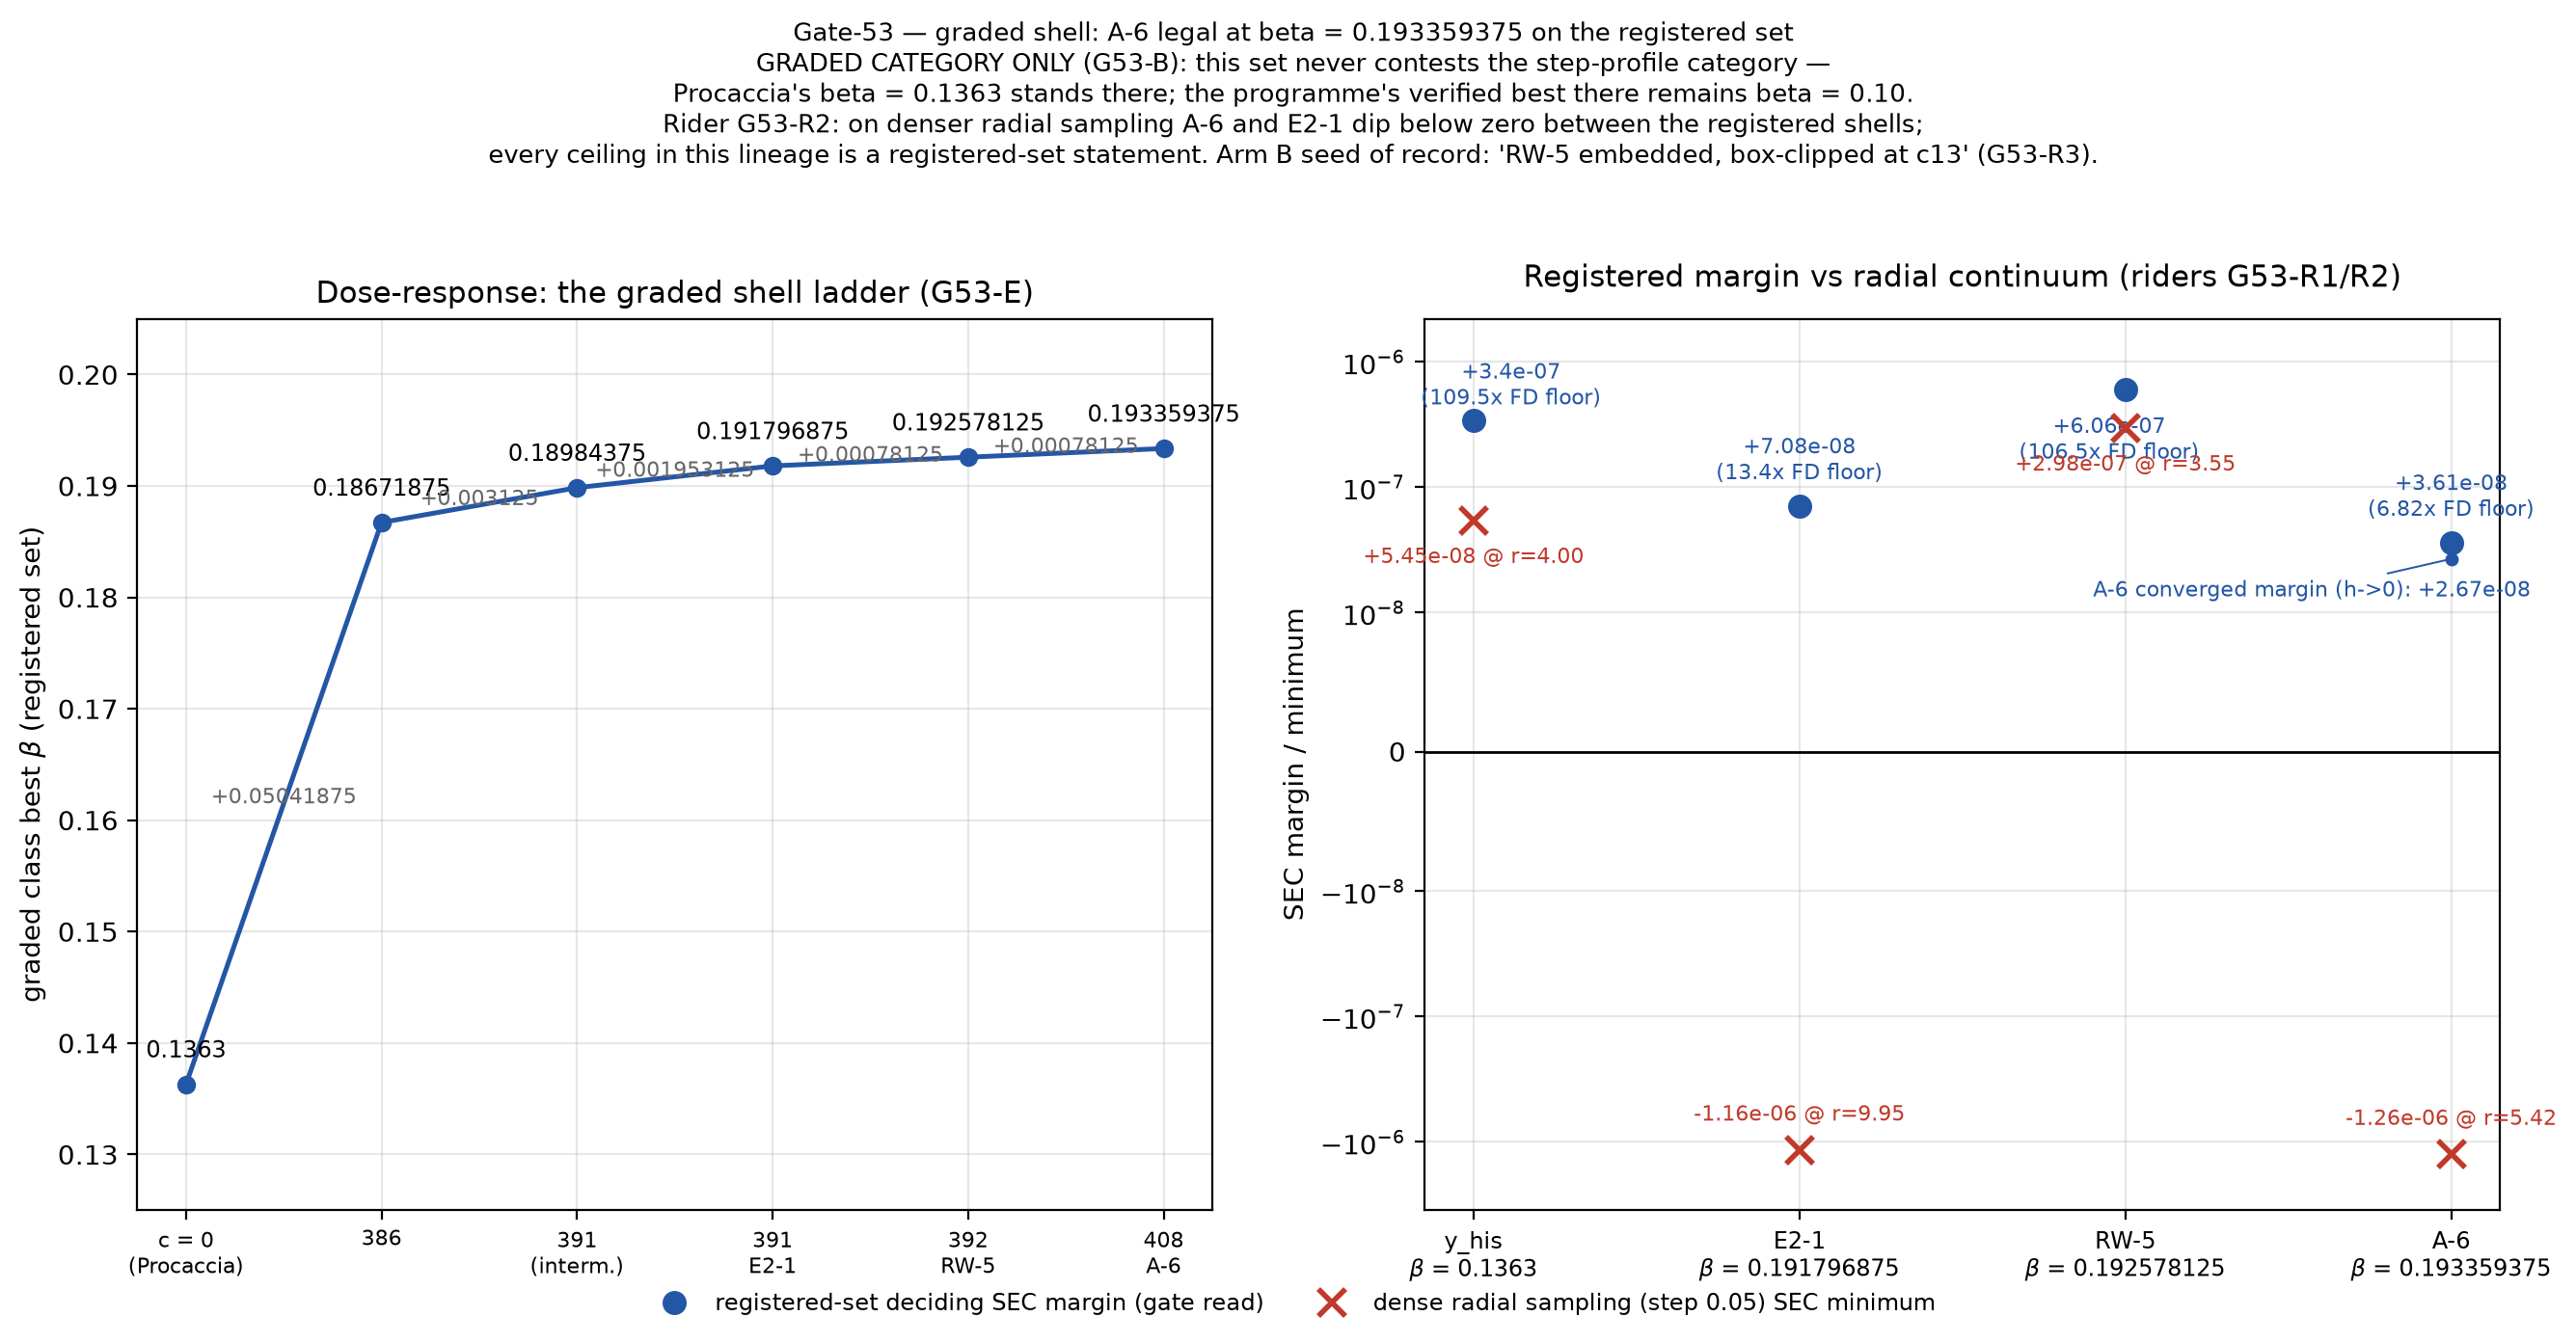 Gate-53 — graded shell: A-6 legal at beta = 0.193359375 on the registered set
GRADED CATEGORY ONLY (G53-B): this set never contests the step-profile category —
Procaccia's beta = 0.1363 stands there; the programme's verified best there remains beta = 0.10.
Rider G53-R2: on denser radial sampling A-6 and E2-1 dip below zero between the registered shells;
every ceiling in this lineage is a registered-set statement. Arm B seed of record: 'RW-5 embedded, box-clipped at c13' (G53-R3).
Dose-response: the graded shell ladder (G53-E)
graded class best β (registered set)
0.20
0.19
0.18
0.17
0.16
0.15
0.14
0.13
0.1363
0.18671875
0.18984375
0.191796875
0.192578125
0.193359375
+0.05041875
+0.003125
+0.001953125
+0.00078125
+0.00078125
c = 0
(Procaccia)
386
391
(interm.)
391
E2-1
392
RW-5
408
A-6
Registered margin vs radial continuum (riders G53-R1/R2)
SEC margin / minimum
10⁻⁶
10⁻⁷
10⁻⁸
0
−10⁻⁸
−10⁻⁷
−10⁻⁶
+3.4e-07
(109.5x FD floor)
+5.45e-08 @ r=4.00
+7.08e-08
(13.4x FD floor)
-1.16e-06 @ r=9.95
+6.06e-07
(106.5x FD floor)
+2.98e-07 @ r=3.55
+3.61e-08
(6.82x FD floor)
A-6 converged margin (h->0): +2.67e-08
-1.26e-06 @ r=5.42
y_his
β = 0.1363
E2-1
β = 0.191796875
RW-5
β = 0.192578125
A-6
β = 0.193359375
registered-set deciding SEC margin (gate read)
dense radial sampling (step 0.05) SEC minimum